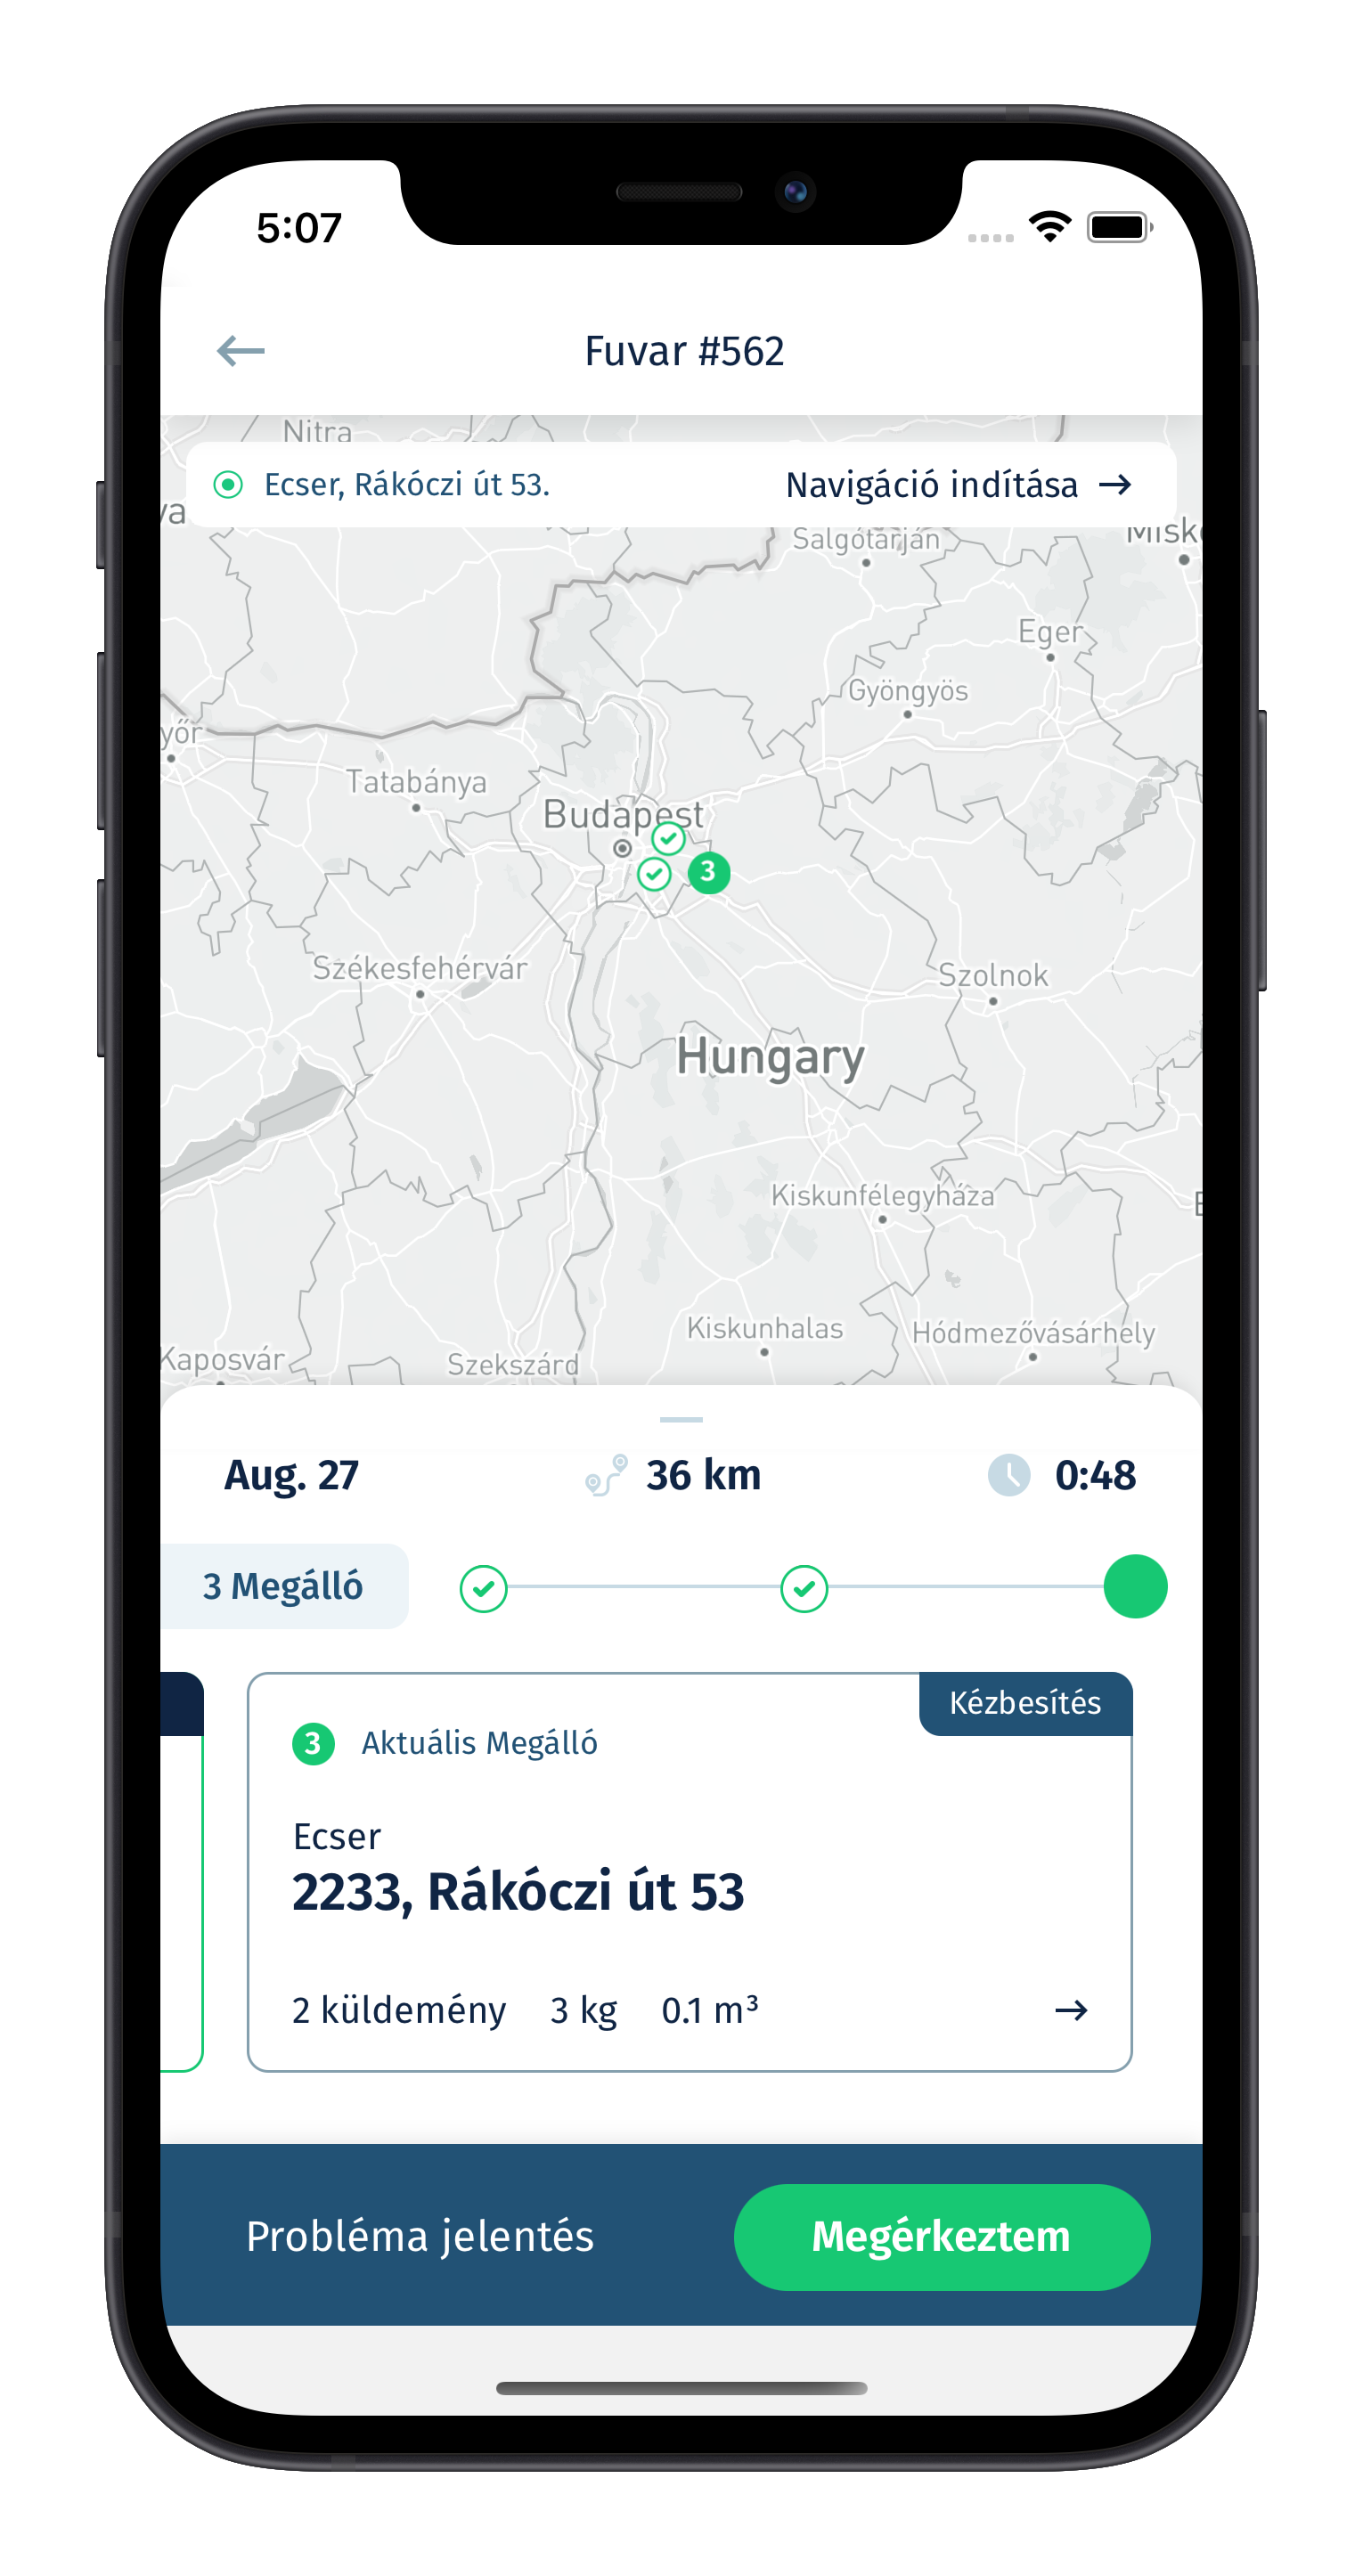 5:07
Fuvar #562
Nitra
Ecser, Rákóczi út 53.
Navigáció indítása →
Salgótarján
Eger
Gyöngyös
Tatabánya
Budapest
3
Székesfehérvár
Szolnok
Hungary
Kiskunfélegyháza
Kiskunhalas
Hódmezővásárhely
Kaposvár
Szekszárd
Aug. 27
36 km
0:48
3 Megálló
Kézbesítés
3 Aktuális Megálló
Ecser
2233, Rákóczi út 53
2 küldemény 3 kg 0.1 m³ →
Probléma jelentés
Megérkeztem